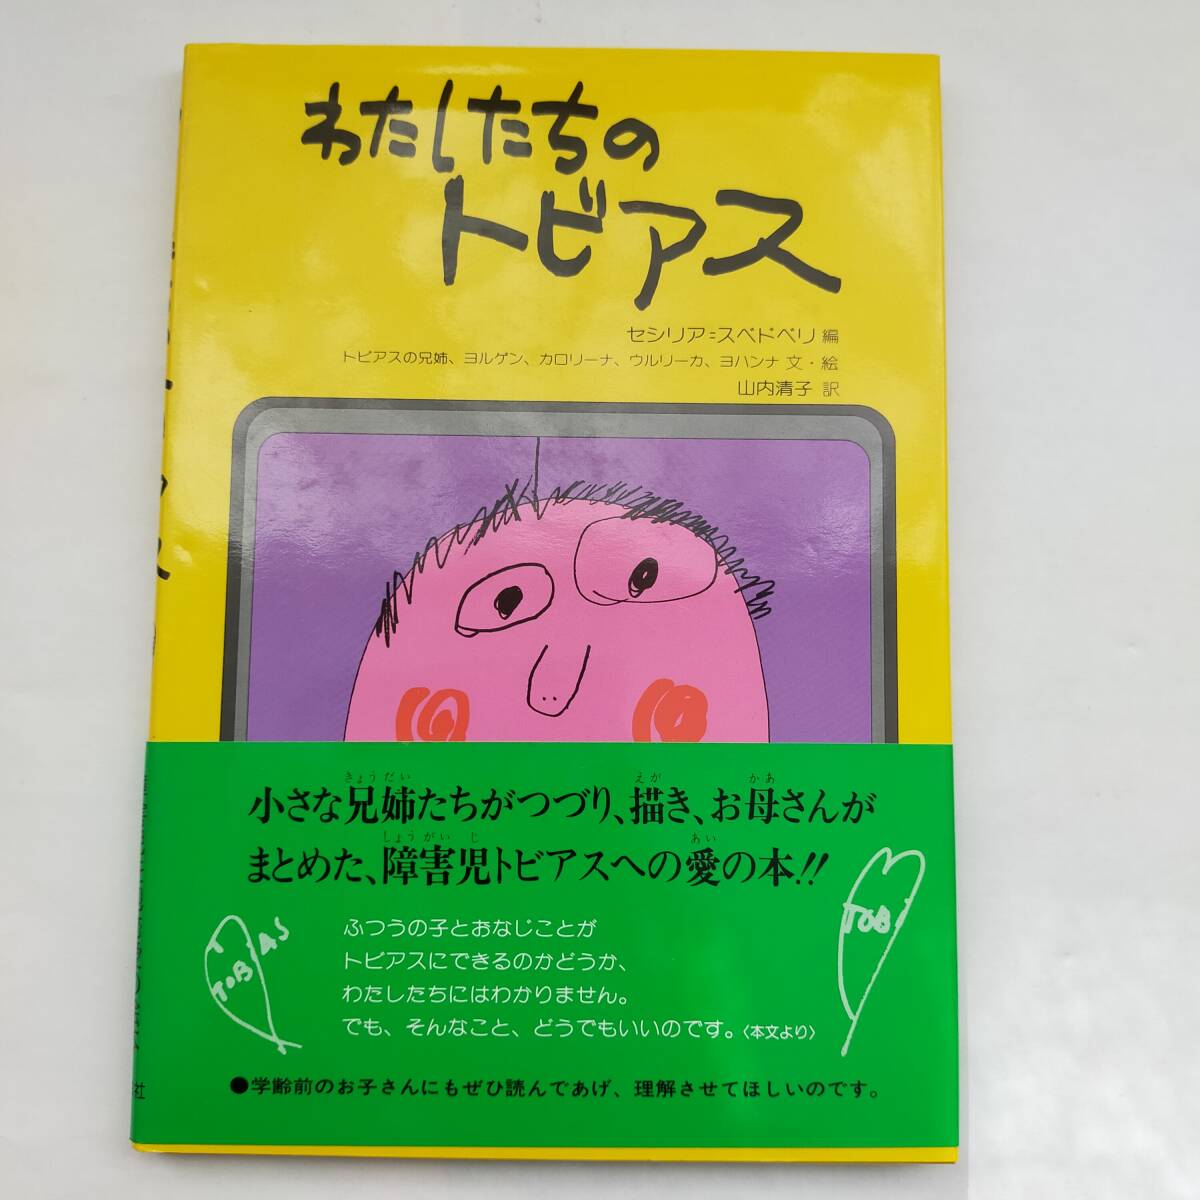 わたしたちの
トビアス
セシリア=スベドベリ 編
トビアスの兄姉、ヨルゲン、カロリーナ、ウルリーカ、ヨハンナ 文・絵
山内清子 訳
きょうだい えが かあ
小さな兄姉たちがつづり、描き、お母さんが
しょうがいじ あい
まとめた、障害児トビアスへの愛の本!!
TOBIAS
TOBI
ふつうの子とおなじことが
トビアスにできるのかどうか、
わたしたちにはわかりません。
でも、そんなこと、どうでもいいのです。〈本文より〉
●学齢前のお子さんにもぜひ読んであげ、理解させてほしいのです。
社